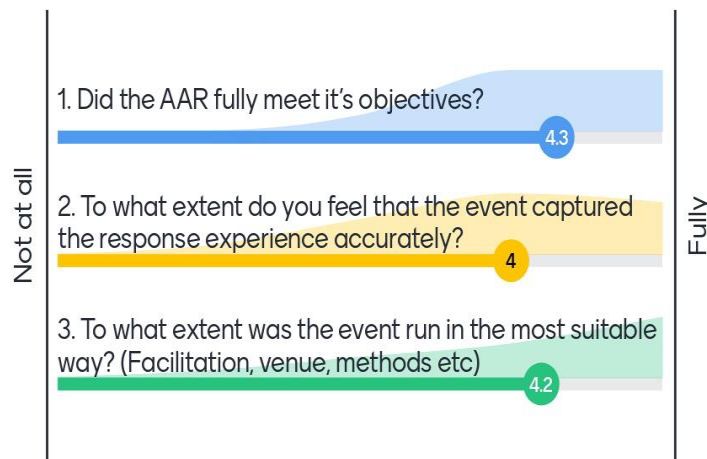 Not at all
1. Did the AAR fully meet it's objectives?
4.3
2. To what extent do you feel that the event captured
the response experience accurately?
4
3. To what extent was the event run in the most suitable
way? (Facilitation, venue, methods etc)
4.2
Fully